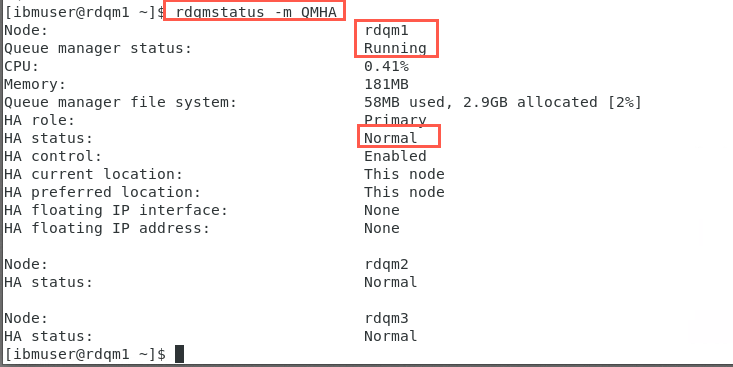 [ibmuser@rdqm1 ~]$ rdqmstatus -m QMHA
Node: rdqm1
Queue manager status: Running
CPU: 0.41%
Memory: 181MB
Queue manager file system: 58MB used, 2.9GB allocated [2%]
HA role: Primary
HA status: Normal
HA control: Enabled
HA current location: This node
HA preferred location: This node
HA floating IP interface: None
HA floating IP address: None
Node: rdqm2
HA status: Normal
Node: rdqm3
HA status: Normal
[ibmuser@rdqm1 ~]$